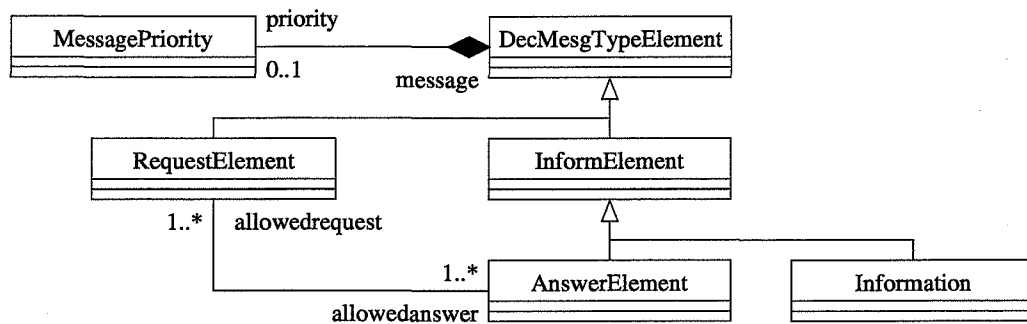 priority
MessagePriority
DecMesgTypeElement
0..1
message
RequestElement
InformElement
1..*
allowedrequest
1..*
AnswerElement
Information
allowedanswer